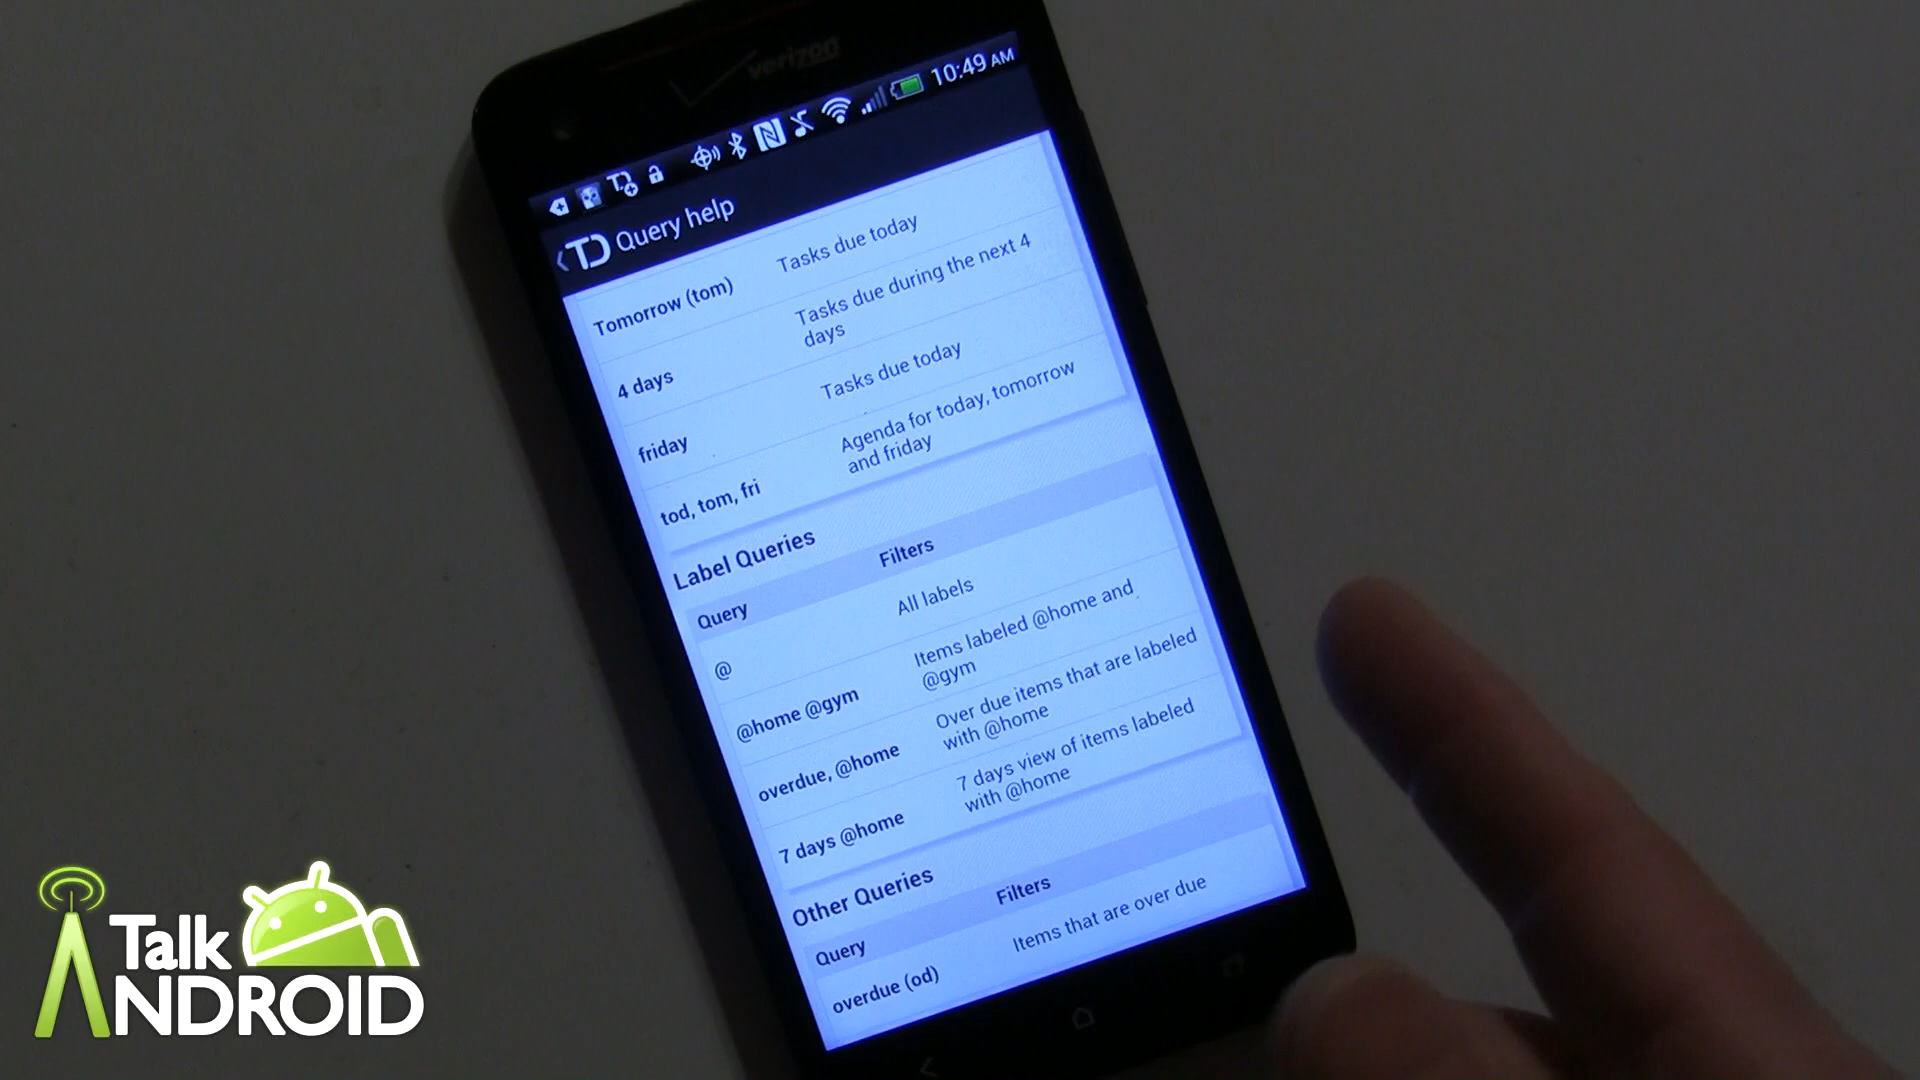 verizon
10:49 AM
Query help
Tasks due today
Tomorrow (tom)
Tasks due during the next 4
days
4 days
Tasks due today
friday
Agenda for today, tomorrow
and friday
tod, tom, fri
Label Queries
Query
Filters
@
All labels
@home @gym
Items labeled @home and
@gym
overdue, @home
Over due items that are labeled
with @home
7 days @home
7 days view of items labeled
with @home
Other Queries
Query
Filters
overdue (od)
Items that are over due
Talk
ANDROID